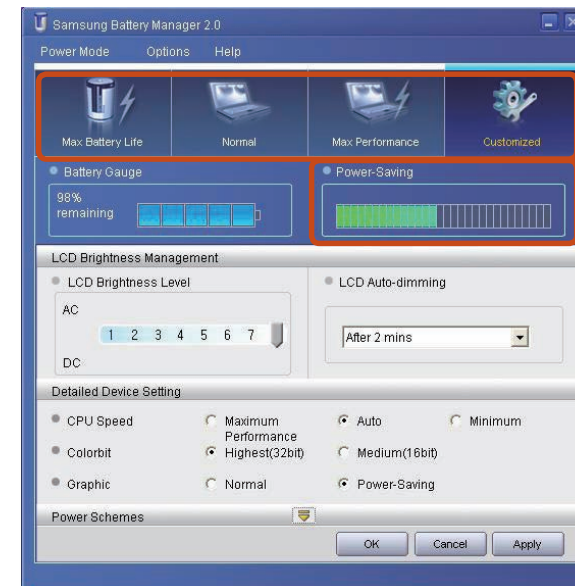 Samsung Battery Manager 2.0
Power Mode Options Help
Max Battery Life Normal Max Performance Customized
Battery Gauge Power-Saving
98%
remaining
LCD Brightness Management
LCD Brightness Level LCD Auto-dimming
AC
1 2 3 4 5 6 7
After 2 mins
DC
Detailed Device Setting
CPU Speed Maximum Performance Auto Minimum
Colorbit Highest(32bit) Medium(16bit)
Graphic Normal Power-Saving
Power Schemes
OK Cancel Apply